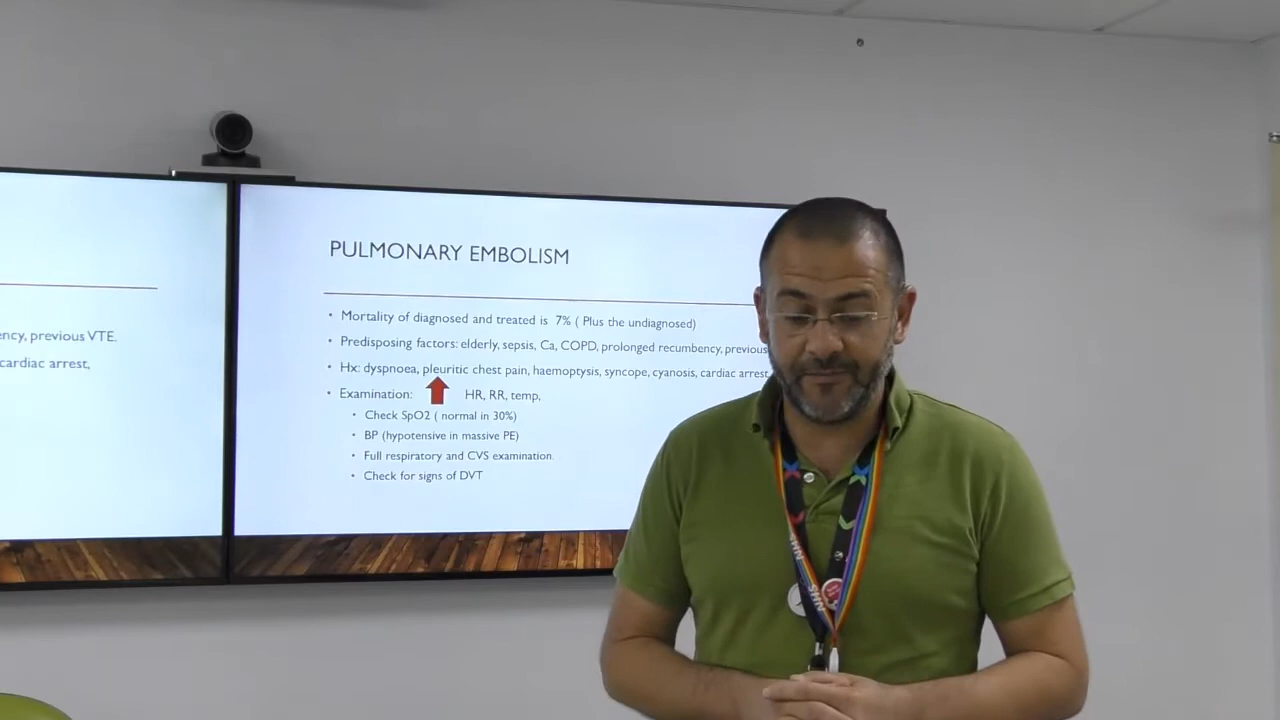 ency, previous VTE.
cardiac arrest,
PULMONARY EMBOLISM
• Mortality of diagnosed and treated is 7% ( Plus the undiagnosed)
• Predisposing factors: elderly, sepsis, Ca, COPD, prolonged recumbency, previous
• Hx: dyspnoea, pleuritic chest pain, haemoptysis, syncope, cyanosis, cardiac arrest,
• Examination: HR, RR, temp,
• Check SpO2 ( normal in 30%)
• BP (hypotensive in massive PE)
• Full respiratory and CVS examination.
• Check for signs of DVT
NHS
NHS